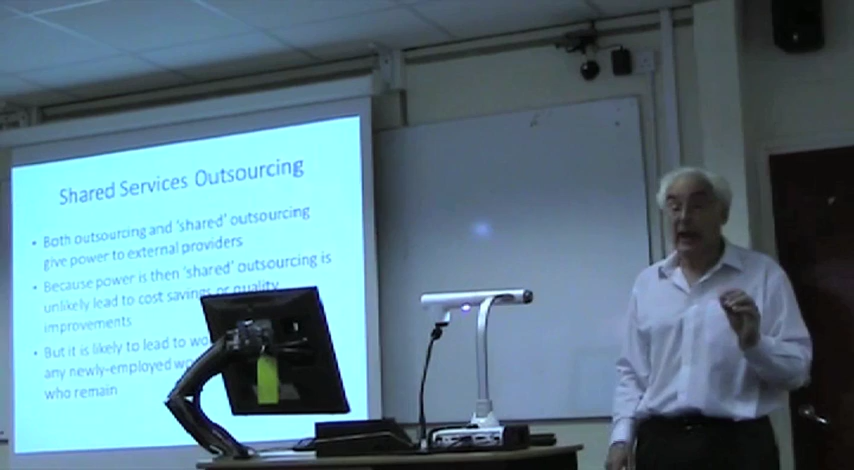 Shared Services Outsourcing
• Both outsourcing and 'shared' outsourcing
give power to external providers
• Because power is then 'shared' outsourcing is
unlikely lead to cost savings or quality
improvements
• But it is likely to lead to
any newly-employed
who remain